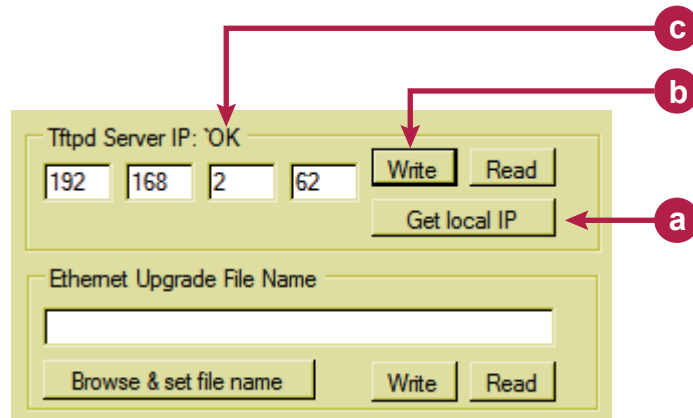 c
b
Tftpd Server IP: `OK
192 168 2 62 Write Read
Get local IP a
Ethernet Upgrade File Name
Browse & set file name Write Read